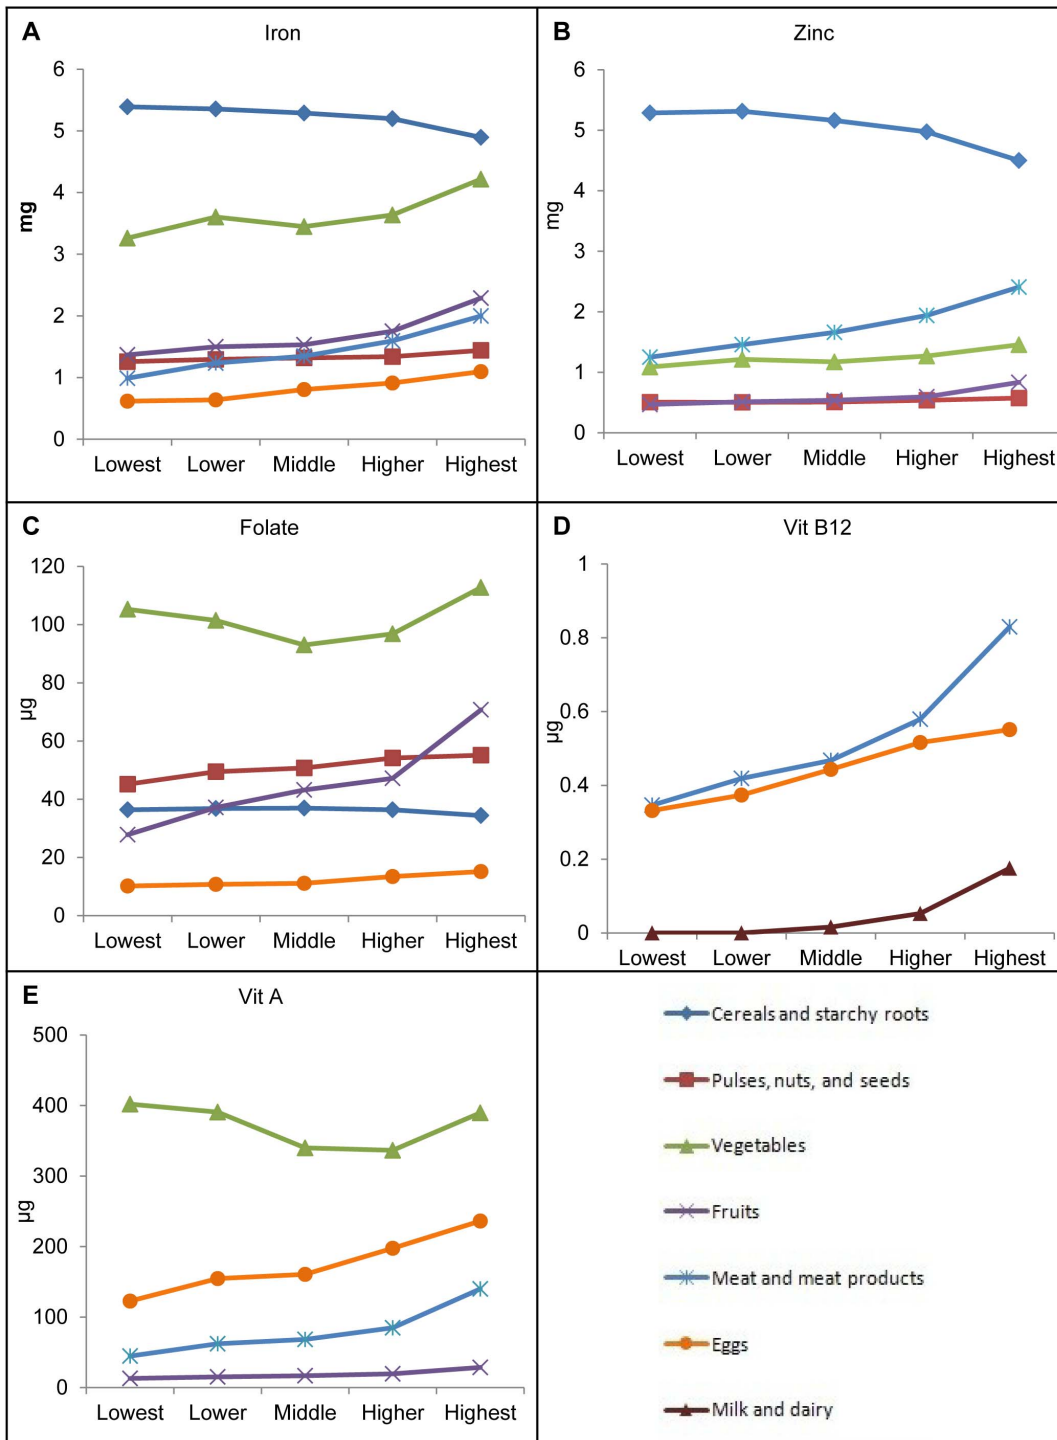 A
Iron
6
5
4
3
2
1
0
mg
Lowest Lower Middle Higher Highest
B
Zinc
6
5
4
3
2
1
0
mg
Lowest Lower Middle Higher Highest
C
Folate
120
100
80
60
40
20
0
µg
Lowest Lower Middle Higher Highest
D
Vit B12
1
0.8
0.6
0.4
0.2
0
µg
Lowest Lower Middle Higher Highest
E
Vit A
500
400
300
200
100
0
µg
Lowest Lower Middle Higher Highest
Cereals and starchy roots
Pulses, nuts, and seeds
Vegetables
Fruits
Meat and meat products
Eggs
Milk and dairy